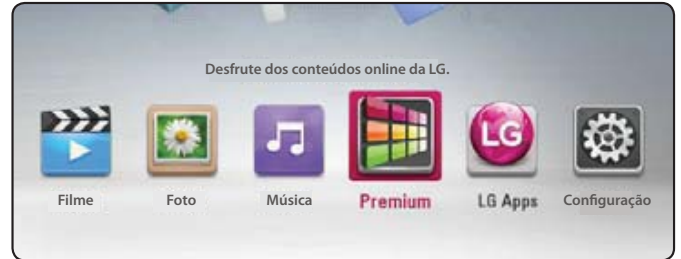 Desfrute dos conteúdos online da LG.
LG
Filme Foto Música Premium LG Apps Configuração